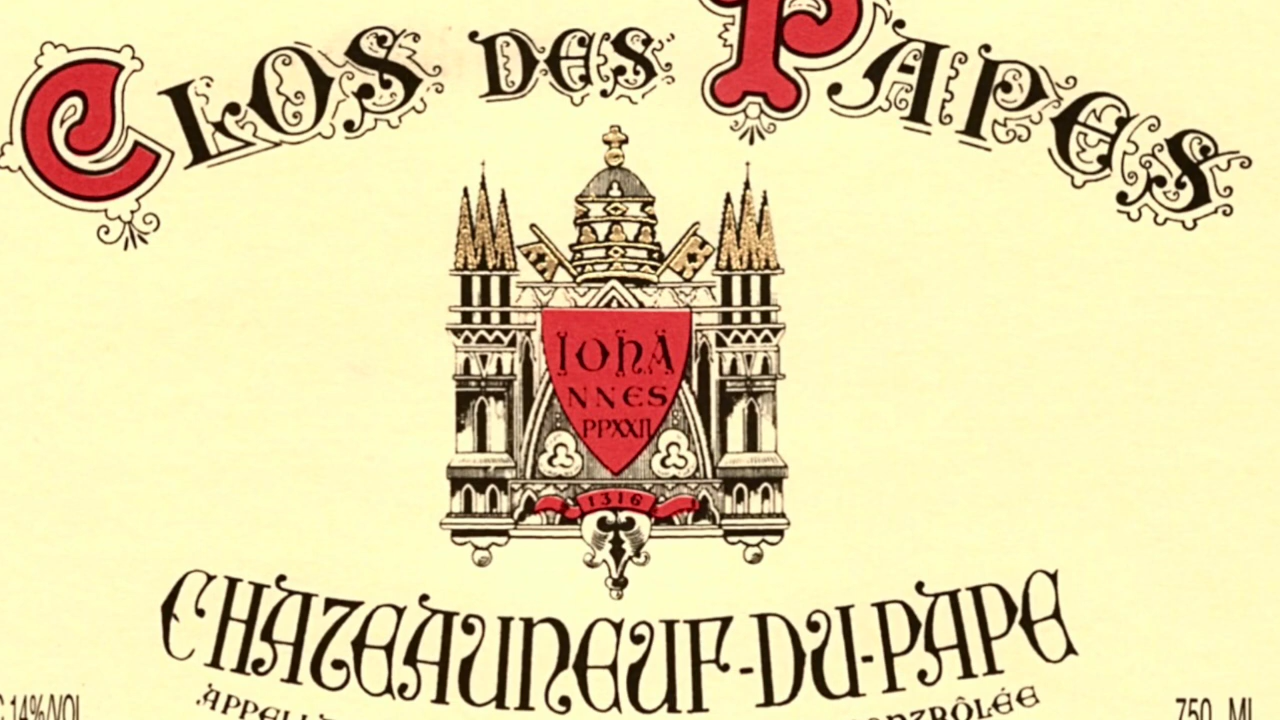 CLOS DES PAPES
IOHA
NNES
PPXXII
1316
CHATEAUNEUF-DU-PAPE
14%/VOL
750 ML